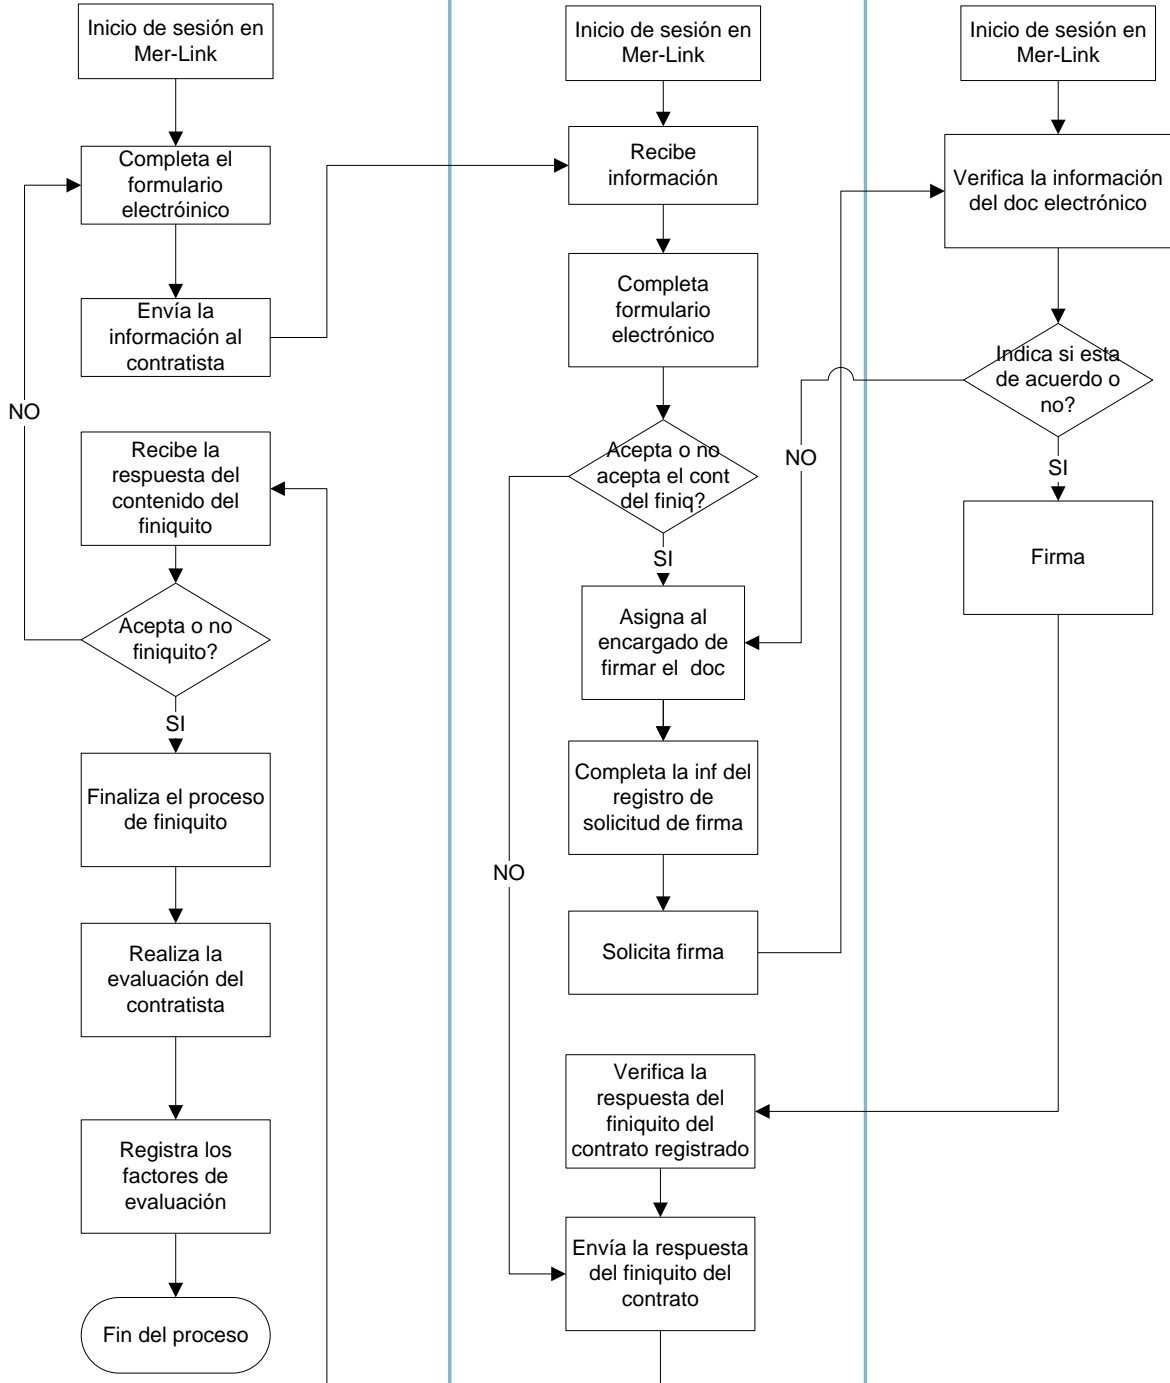 Inicio de sesión en
Mer-Link
Completa el
formulario
electróinico
Envía la
información al
contratista
NO
Recibe la
respuesta del
contenido del
finiquito
Acepta o no
finiquito?
SI
Finaliza el proceso
de finiquito
Realiza la
evaluación del
contratista
Registra los
factores de
evaluación
Fin del proceso
Inicio de sesión en
Mer-Link
Recibe
información
Completa
formulario
electrónico
Acepta o no
acepta el cont
del finiq?
NO
SI
Asigna al
encargado de
firmar el doc
Completa la inf del
registro de
solicitud de firma
Solicita firma
Verifica la
respuesta del
finiquito del
contrato registrado
Envía la respuesta
del finiquito del
contrato
Inicio de sesión en
Mer-Link
Verifica la información
del doc electrónico
Indica si esta
de acuerdo o
no?
NO
SI
Firma